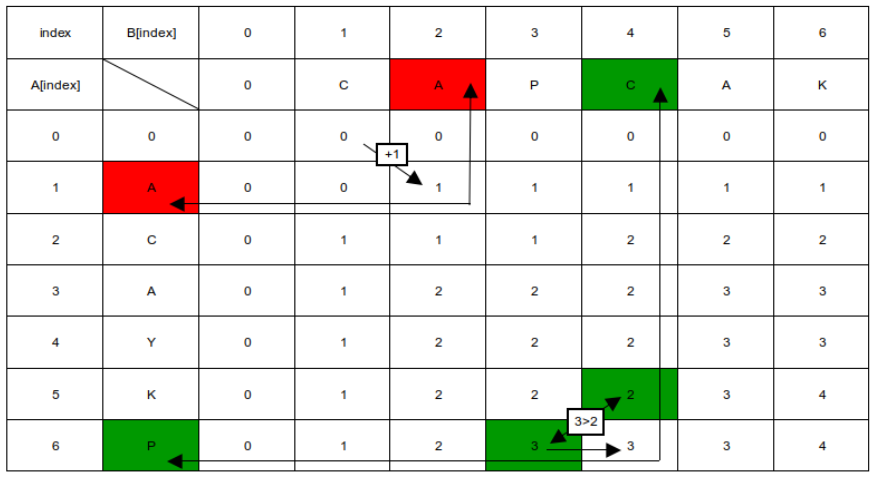 index B[index] 0 1 2 3 4 5 6
A[index] 0 C A P C A K
0 0 0 0 0 0 0 0 0
+1
1 A 0 0 1 1 1 1 1
2 C 0 1 1 1 2 2 2
3 A 0 1 2 2 2 3 3
4 Y 0 1 2 2 2 3 3
5 K 0 1 2 2 2 3 4
3>2
6 P 0 1 2 3 3 3 4